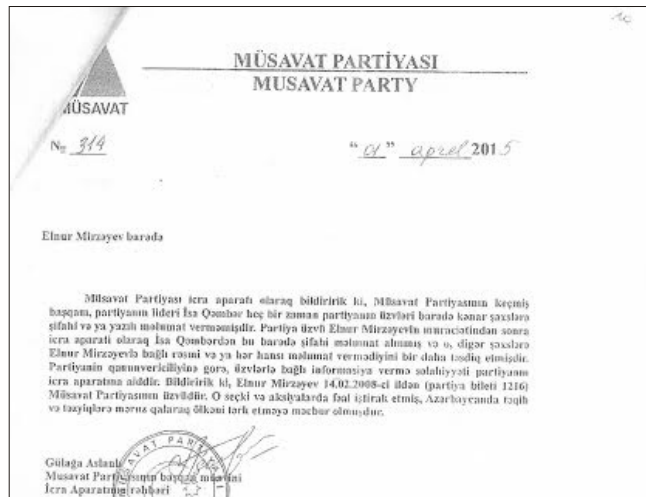 10
MÜSAVAT PARTİYASI
MUSAVAT PARTY
MÜSAVAT
№ 314
“01” aprel 2015
Elnur Mirzəyev barədə
Müsavat Partiyası icra aparatı olaraq bildiririk ki, Müsavat Partiyasının keçmiş
başqanı, partiyanın lideri İsa Qəmbər heç bir zaman partiyanın üzvləri barədə kənar şəxslərə
şifahi və ya yazılı məlumat verməmişdir. Partiya üzvü Elnur Mirzəyevin müraciətindən sonra
icra aparatı olaraq İsa Qəmbərdən bu barədə şifahi məlumat almamış və o, digər şəxslərə
Elnur Mirzəyevlə bağlı rəsmi və ya hər hansı məlumat vermədiyini bir daha təsdiq etmişdir.
Partiyanın qanunvericiliyinə görə, üzvlərlə bağlı informasiya vermə səlahiyyəti partiyanın
icra aparatına aiddir. Bildiririk ki, Elnur Mirzəyev 14.02.2008-ci ildən (partiya bileti 1216)
Müsavat Partiyasının üzvüdür. O seçki və aksiyalarda fəal iştirak etmiş, Azərbaycanda təqib
və təzyiqlərə məruz qalaraq ölkəni tərk etməyə məcbur olmuşdur.
Gülağa Aslanlı
Musavat Partiyasının başqan müavini
İcra Aparatının rəhbəri